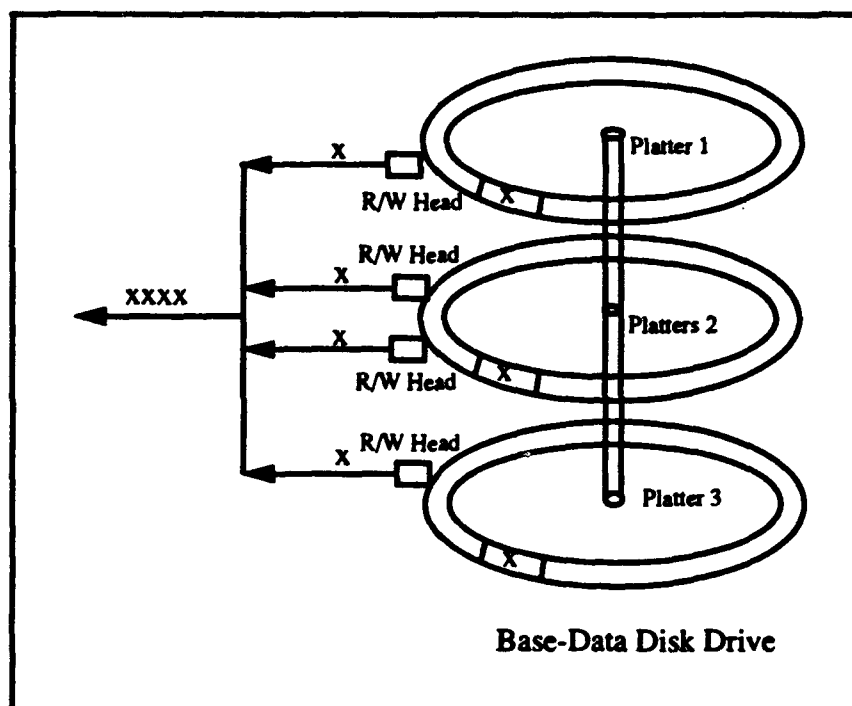 Platter 1
X
R/W Head
X
R/W Head
X
XXXX
Platters 2
X
R/W Head
X
R/W Head
X
Platter 3
X
Base-Data Disk Drive